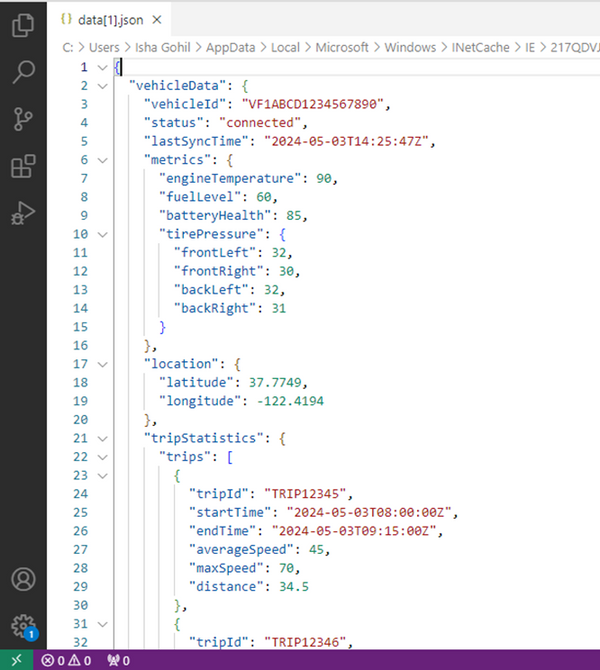 data[1].json
C: > Users > Isha Gohil > AppData > Local > Microsoft > Windows > INetCache > IE > 217QDVJ
1 {
2 "vehicleData": {
3 "vehicleId": "VF1ABCD1234567890",
4 "status": "connected",
5 "lastSyncTime": "2024-05-03T14:25:47Z",
6 "metrics": {
7 "engineTemperature": 90,
8 "fuelLevel": 60,
9 "batteryHealth": 85,
10 "tirePressure": {
11 "frontLeft": 32,
12 "frontRight": 30,
13 "backLeft": 32,
14 "backRight": 31
15 }
16 },
17 "location": {
18 "latitude": 37.7749,
19 "longitude": -122.4194
20 },
21 "tripStatistics": {
22 "trips": [
23 {
24 "tripId": "TRIP12345",
25 "startTime": "2024-05-03T08:00:00Z",
26 "endTime": "2024-05-03T09:15:00Z",
27 "averageSpeed": 45,
28 "maxSpeed": 70,
29 "distance": 34.5
30 },
31 {
32 "tripId": "TRIP12346",
1
0 0 0